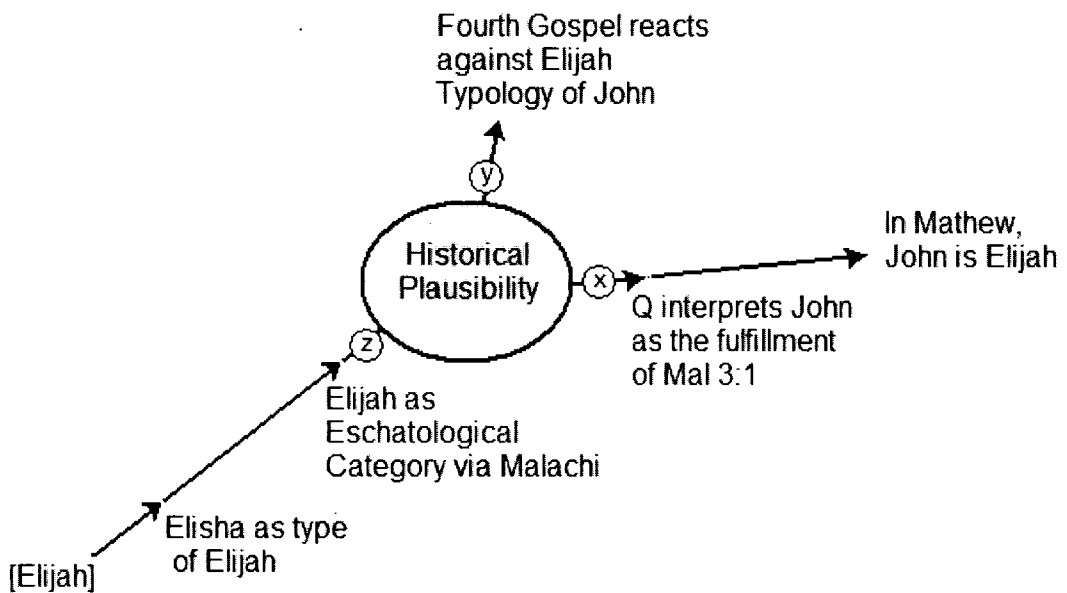 Fourth Gospel reacts
against Elijah
Typology of John
y
Historical
Plausibility
x
In Mathew,
John is Elijah
Q interprets John
as the fulfillment
of Mal 3:1
z
Elijah as
Eschatological
Category via Malachi
Elisha as type
of Elijah
[Elijah]